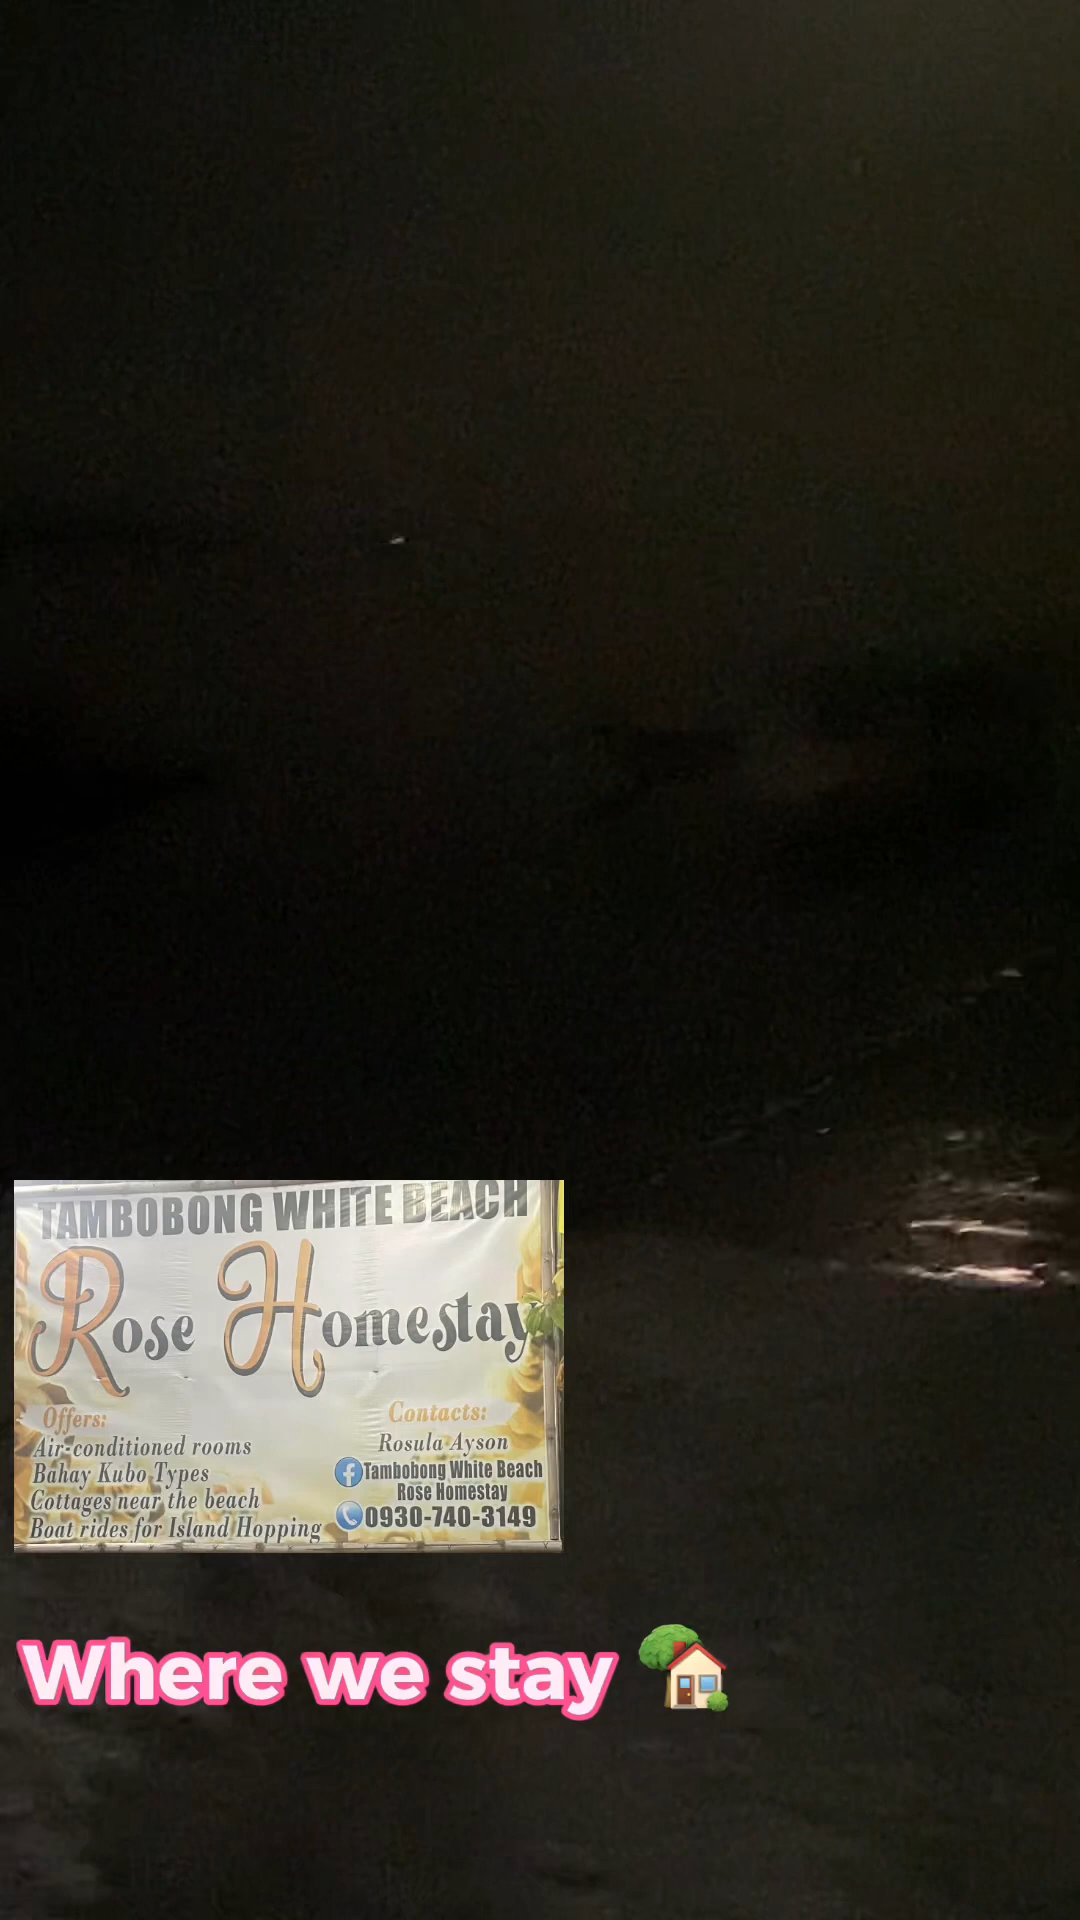 TAMBOBONG WHITE BEACH
Rose Homestay
Offers:
Air-conditioned rooms
Bahay Kubo Types
Cottages near the beach
Boat rides for Island Hopping
Contacts:
Rosula Ayson
Tambobong White Beach
Rose Homestay
0930-740-3149
Where we stay